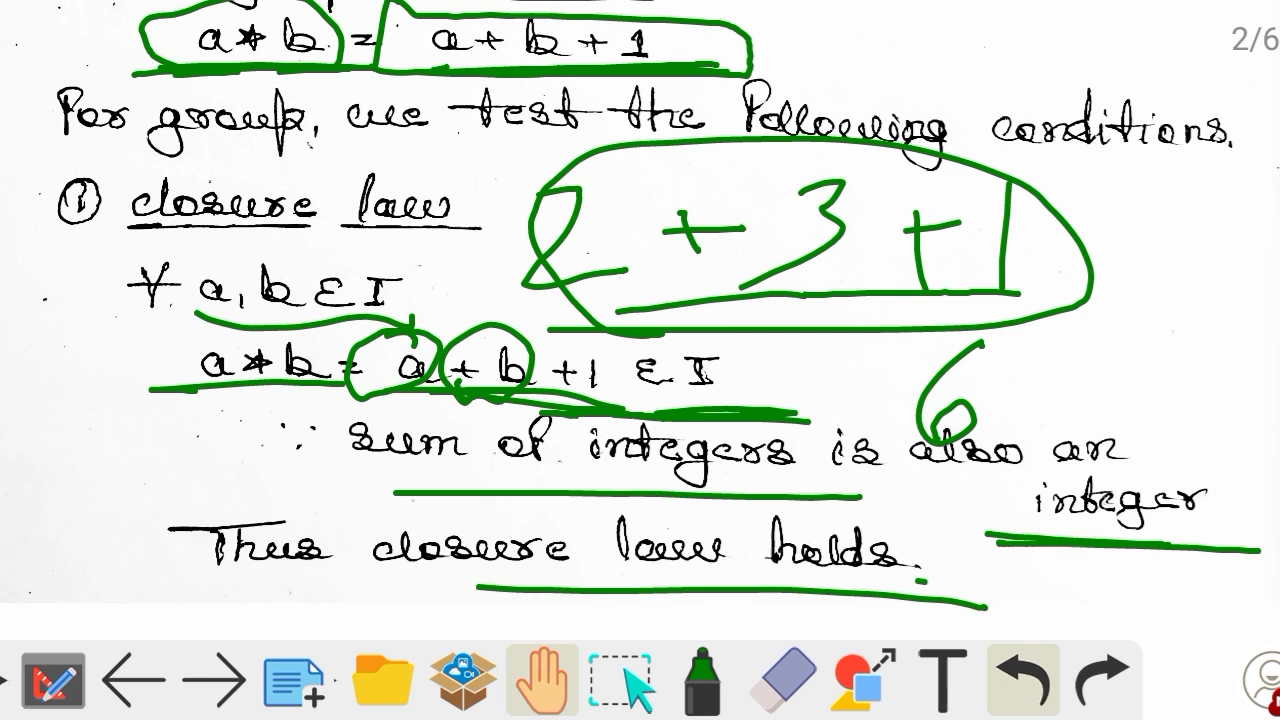 a * b = a + b + 1
2/6
For group, we test the following conditions.
① closure law
2 + 3 + 1
∀ a, b ε I
a * b = a + b + 1 ε I
6
∵ sum of integers is also an
integer
Thus closure law holds.
T